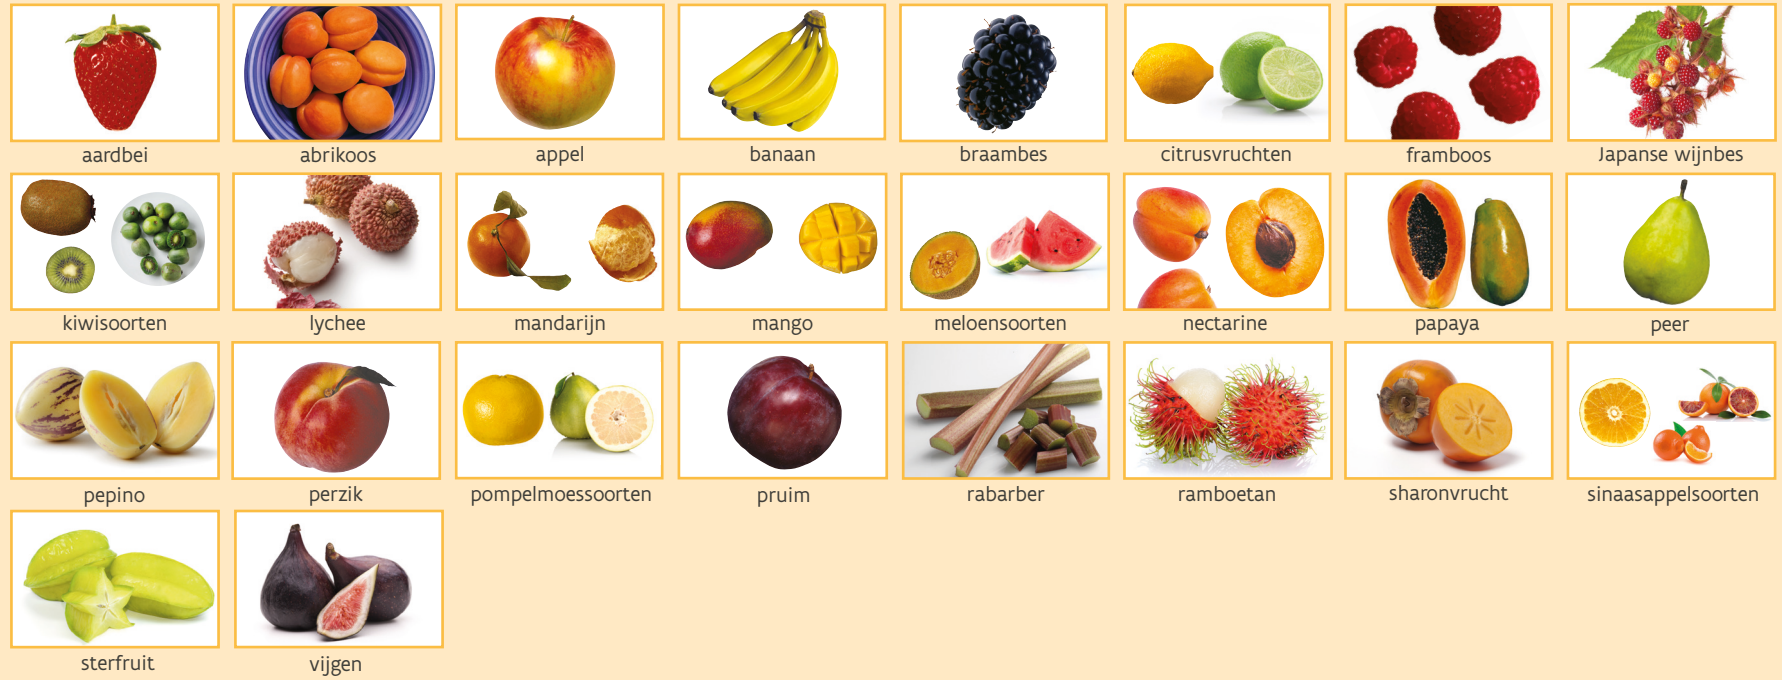 aardbei
abrikoos
appel
banaan
braambes
citrusvruchten
framboos
Japanse wijnbes
kiwisoorten
lychee
mandarijn
mango
meloensoorten
nectarine
papaya
peer
pepino
perzik
pompelmoessoorten
pruim
rabarber
ramboetan
sharonvrucht
sinaasappelsoorten
sterfruit
vijgen